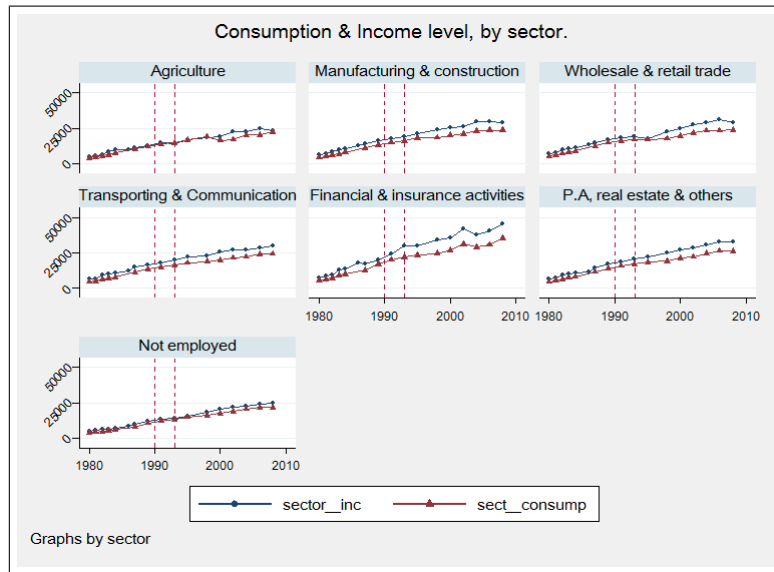 Consumption & Income level, by sector.
Agriculture
Manufacturing & construction
Wholesale & retail trade
50000
25000
0
Transporting & Communication
Financial & insurance activities
P.A, real estate & others
50000
25000
0
1980 1990 2000 2010
1980 1990 2000 2010
Not employed
50000
25000
0
1980 1990 2000 2010
sector__inc
sect__consump
Graphs by sector